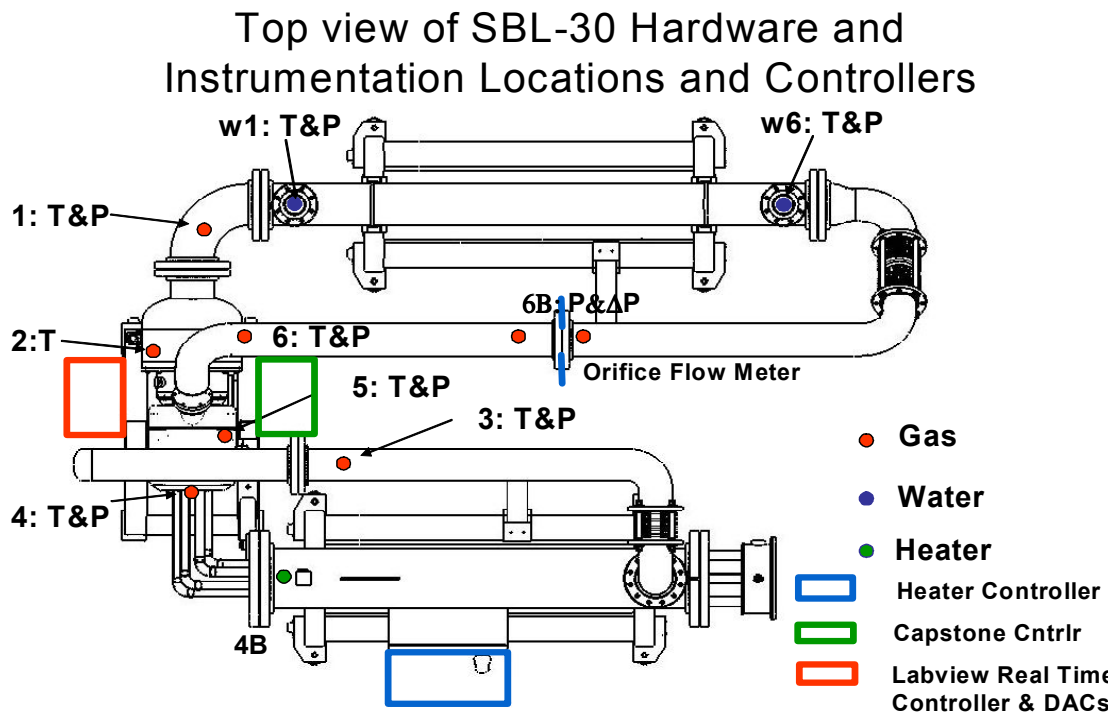 Top view of SBL-30 Hardware and
Instrumentation Locations and Controllers
w1: T&P
w6: T&P
1: T&P
6B: P&ΔP
2:T
6: T&P
Orifice Flow Meter
5: T&P
3: T&P
Gas
4: T&P
Water
Heater
Heater Controller
4B
Capstone Cntrlr
Labview Real Time
Controller & DACs